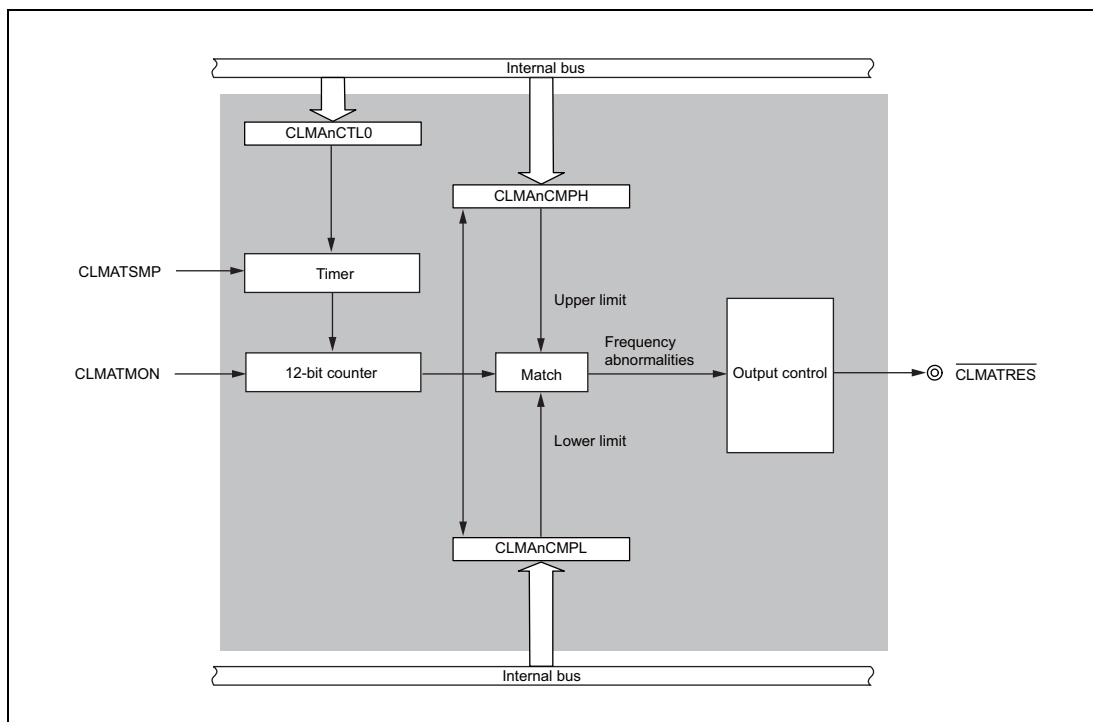 Internal bus
CLMAnCTL0
CLMAnCMPH
CLMATSMP
Timer
Upper limit
Frequency
abnormalities
CLMATMON
12-bit counter
Match
Output control
CLMATRES
Lower limit
CLMAnCMPL
Internal bus